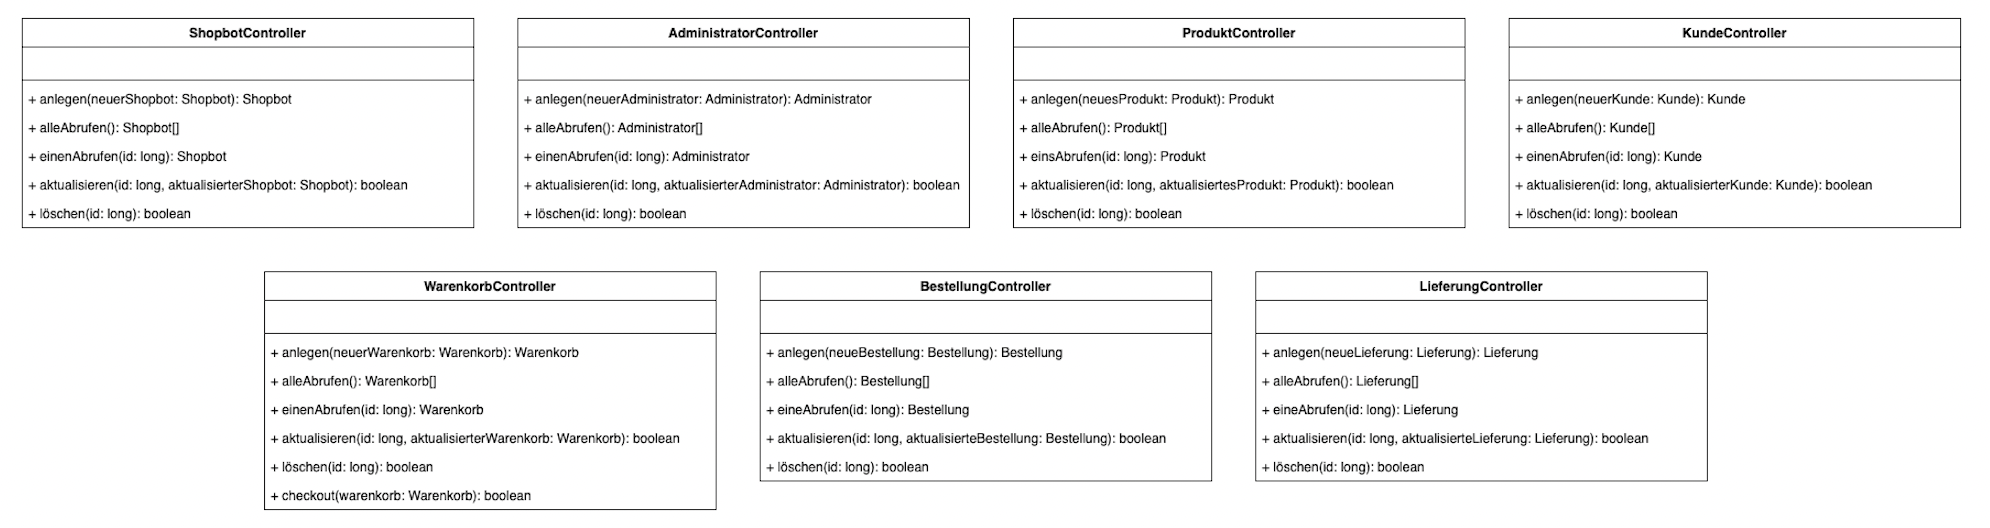 ShopbotController
+ anlegen(neuerShopbot: Shopbot): Shopbot
+ alleAbrufen(): Shopbot[]
+ einenAbrufen(id: long): Shopbot
+ aktualisieren(id: long, aktualisierterShopbot: Shopbot): boolean
+ löschen(id: long): boolean
AdministratorController
+ anlegen(neuerAdministrator: Administrator): Administrator
+ alleAbrufen(): Administrator[]
+ einenAbrufen(id: long): Administrator
+ aktualisieren(id: long, aktualisierterAdministrator: Administrator): boolean
+ löschen(id: long): boolean
ProduktController
+ anlegen(neuesProdukt: Produkt): Produkt
+ alleAbrufen(): Produkt[]
+ einsAbrufen(id: long): Produkt
+ aktualisieren(id: long, aktualisiertesProdukt: Produkt): boolean
+ löschen(id: long): boolean
KundeController
+ anlegen(neuerKunde: Kunde): Kunde
+ alleAbrufen(): Kunde[]
+ einenAbrufen(id: long): Kunde
+ aktualisieren(id: long, aktualisierterKunde: Kunde): boolean
+ löschen(id: long): boolean
WarenkorbController
+ anlegen(neuerWarenkorb: Warenkorb): Warenkorb
+ alleAbrufen(): Warenkorb[]
+ einenAbrufen(id: long): Warenkorb
+ aktualisieren(id: long, aktualisierterWarenkorb: Warenkorb): boolean
+ löschen(id: long): boolean
+ checkout(warenkorb: Warenkorb): boolean
BestellungController
+ anlegen(neueBestellung: Bestellung): Bestellung
+ alleAbrufen(): Bestellung[]
+ eineAbrufen(id: long): Bestellung
+ aktualisieren(id: long, aktualisierteBestellung: Bestellung): boolean
+ löschen(id: long): boolean
LieferungController
+ anlegen(neueLieferung: Lieferung): Lieferung
+ alleAbrufen(): Lieferung[]
+ eineAbrufen(id: long): Lieferung
+ aktualisieren(id: long, aktualisierteLieferung: Lieferung): boolean
+ löschen(id: long): boolean